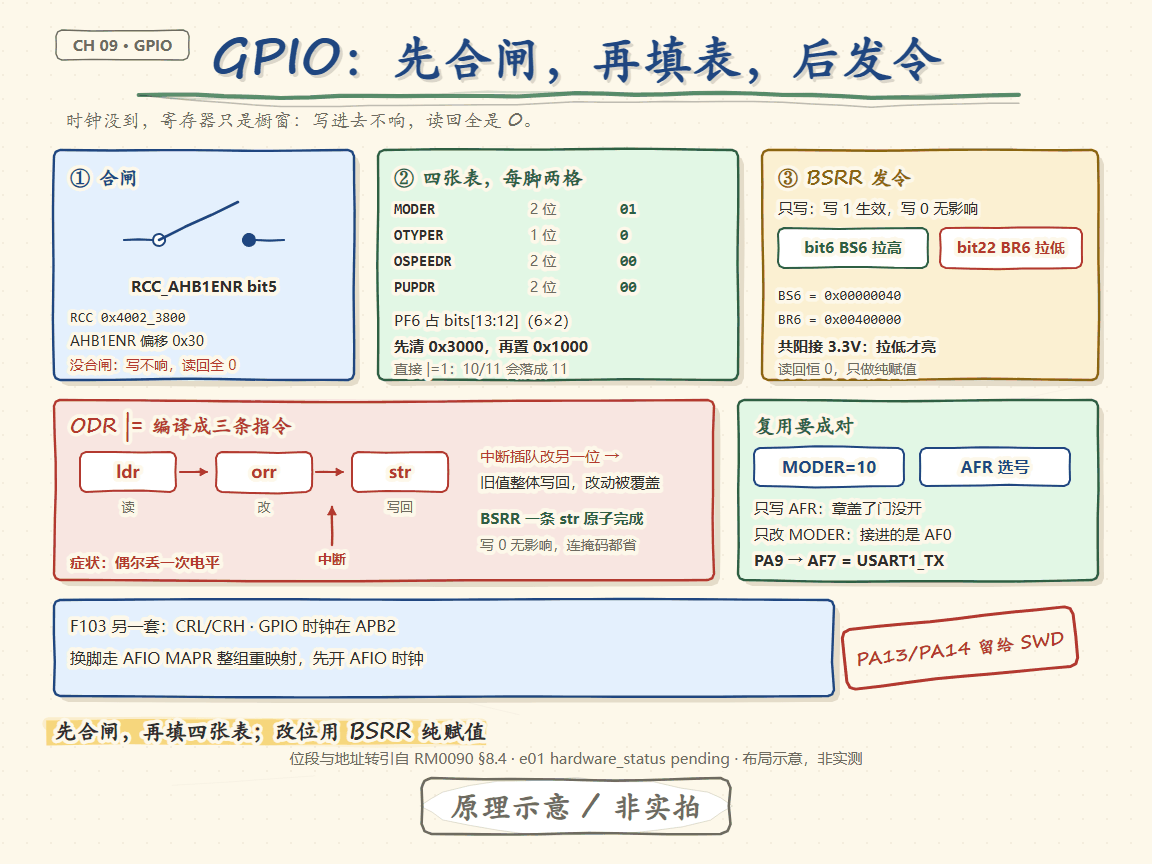 CH 09 · GPIO
GPIO：先合闸，再填表，后发令
时钟没到，寄存器只是橱窗：写进去不响，读回全是 0。
① 合闸
RCC_AHB1ENR bit5
RCC 0x4002_3800
AHB1ENR 偏移 0x30
没合闸：写不响，读回全 0
② 四张表，每脚两格
MODER 2 位 01
OTYPER 1 位 0
OSPEEDR 2 位 00
PUPDR 2 位 00
PF6 占 bits[13:12]（6×2）
先清 0x3000，再置 0x1000
直接 |=1：10/11 会落成 11
③ BSRR 发令
只写：写 1 生效，写 0 无影响
bit6 BS6 拉高
bit22 BR6 拉低
BS6 = 0x00000040
BR6 = 0x00400000
共阳接 3.3V：拉低才亮
读回恒 0，只做纯赋值
ODR |= 编译成三条指令
ldr orr str
读 改 写回
中断
症状：偶尔丢一次电平
中断插队改另一位 →
旧值整体写回，改动被覆盖
BSRR 一条 str 原子完成
写 0 无影响，连掩码都省
复用要成对
MODER=10
AFR 选号
只写 AFR：章盖了门没开
只改 MODER：接进的是 AF0
PA9 → AF7 = USART1_TX
F103 另一套：CRL/CRH · GPIO 时钟在 APB2
换脚走 AFIO MAPR 整组重映射，先开 AFIO 时钟
PA13/PA14 留给 SWD
先合闸，再填四张表；改位用 BSRR 纯赋值
位段与地址转引自 RM0090 §8.4 · e01 hardware_status pending · 布局示意，非实测
原理示意 / 非实拍